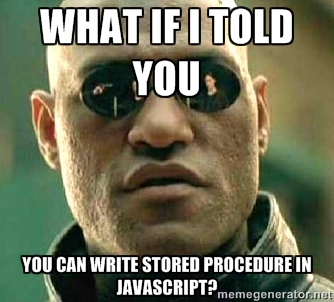 WHAT IF I TOLD
YOU
YOU CAN WRITE STORED PROCEDURE IN
JAVASCRIPT?
memegenerator.net